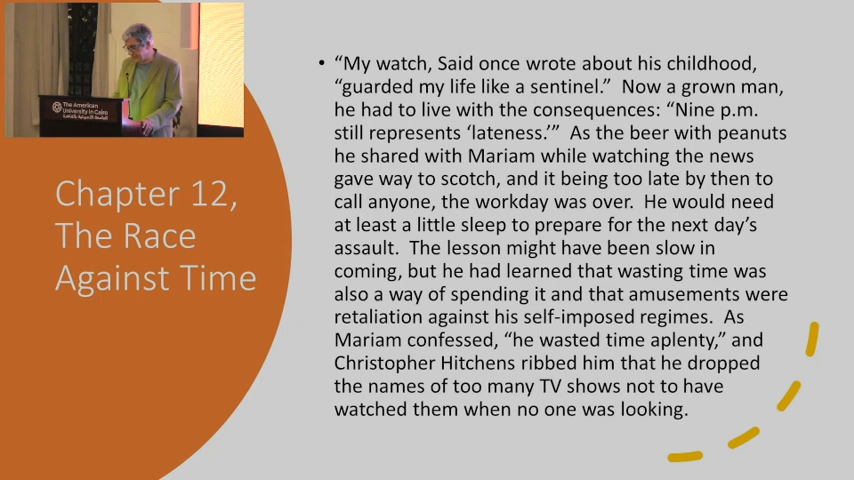 The American
University in Cairo
Chapter 12,
The Race
Against Time
• “My watch, Said once wrote about his childhood,
“guarded my life like a sentinel.”  Now a grown man,
he had to live with the consequences: “Nine p.m.
still represents ‘lateness.’”  As the beer with peanuts
he shared with Mariam while watching the news
gave way to scotch, and it being too late by then to
call anyone, the workday was over.  He would need
at least a little sleep to prepare for the next day’s
assault.  The lesson might have been slow in
coming, but he had learned that wasting time was
also a way of spending it and that amusements were
retaliation against his self-imposed regimes.  As
Mariam confessed, “he wasted time aplenty,” and
Christopher Hitchens ribbed him that he dropped
the names of too many TV shows not to have
watched them when no one was looking.